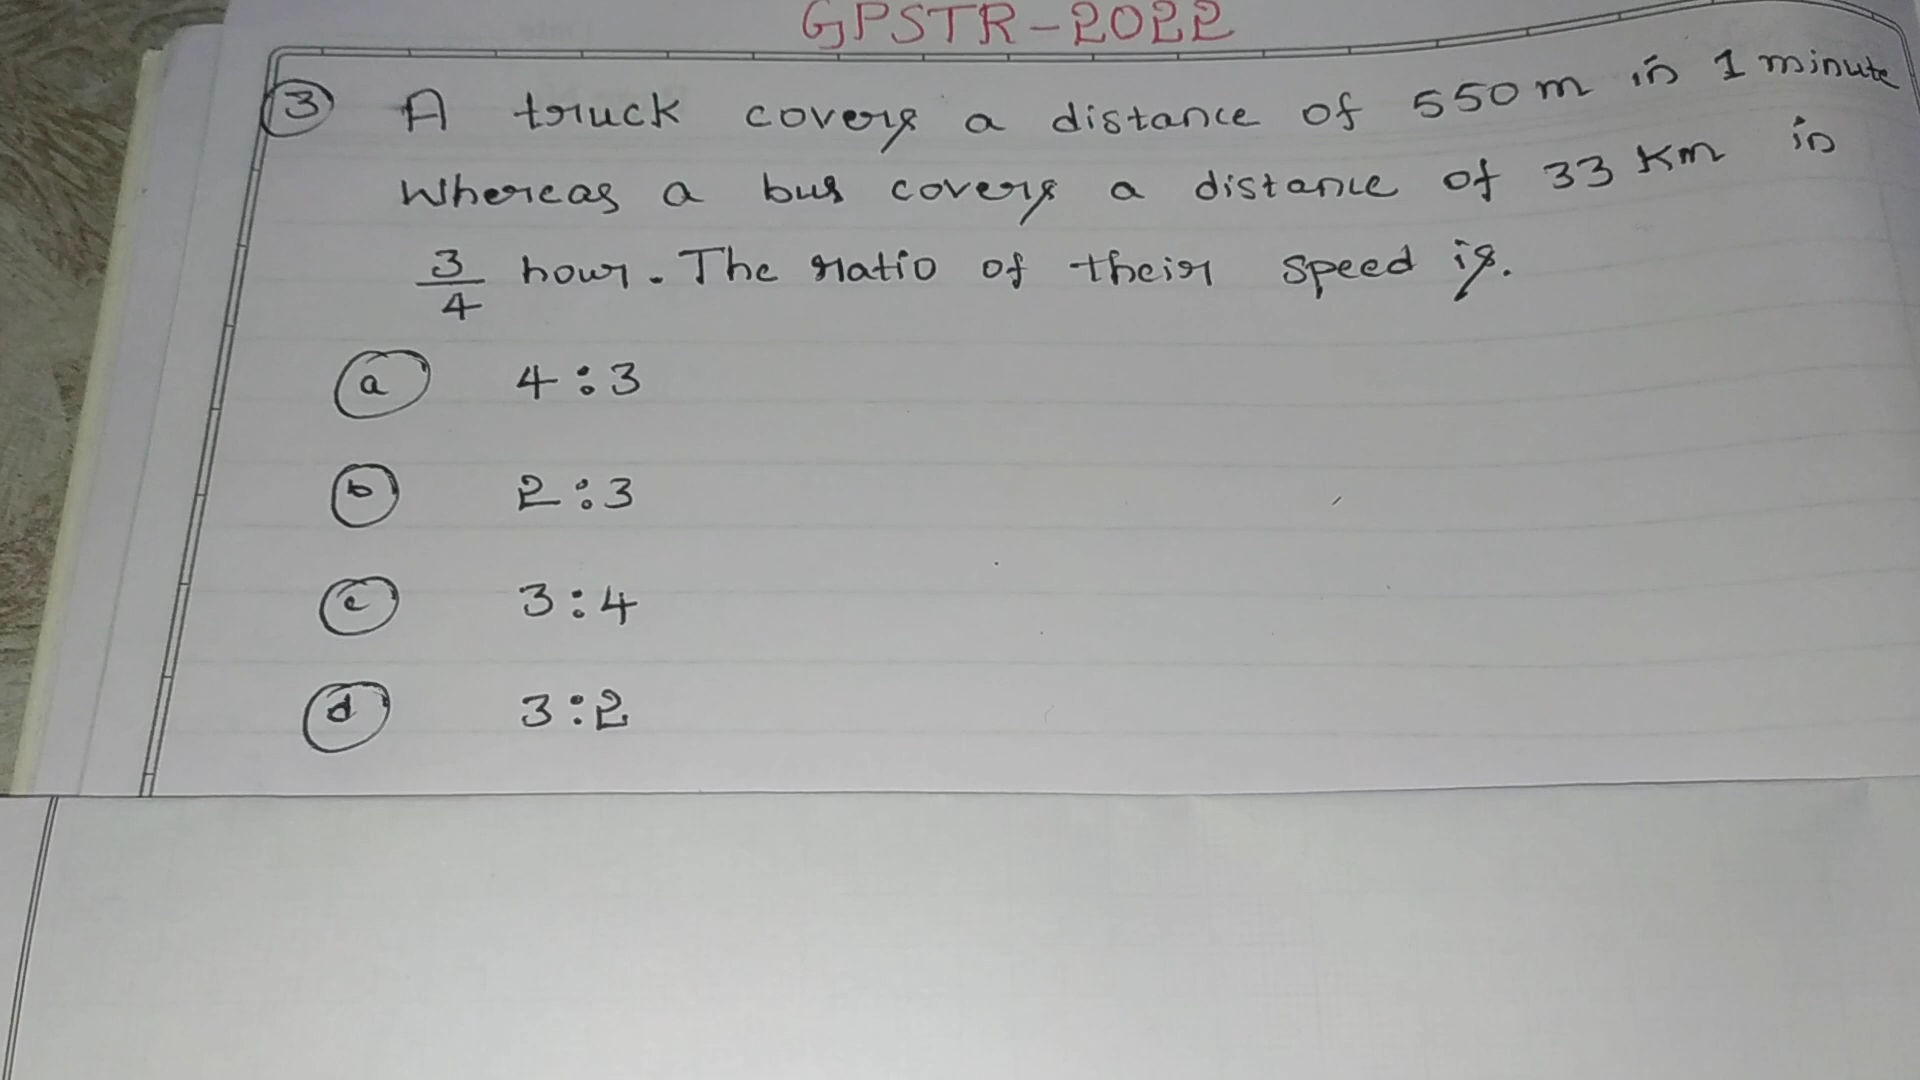 GPSTR-2022
3 A truck covers a distance of 550 m in 1 minute
Whereas a bus covers a distance of 33 Km in
3/4 hour. The ratio of their speed is.
a 4:3
b 2:3
c 3:4
d 3:2